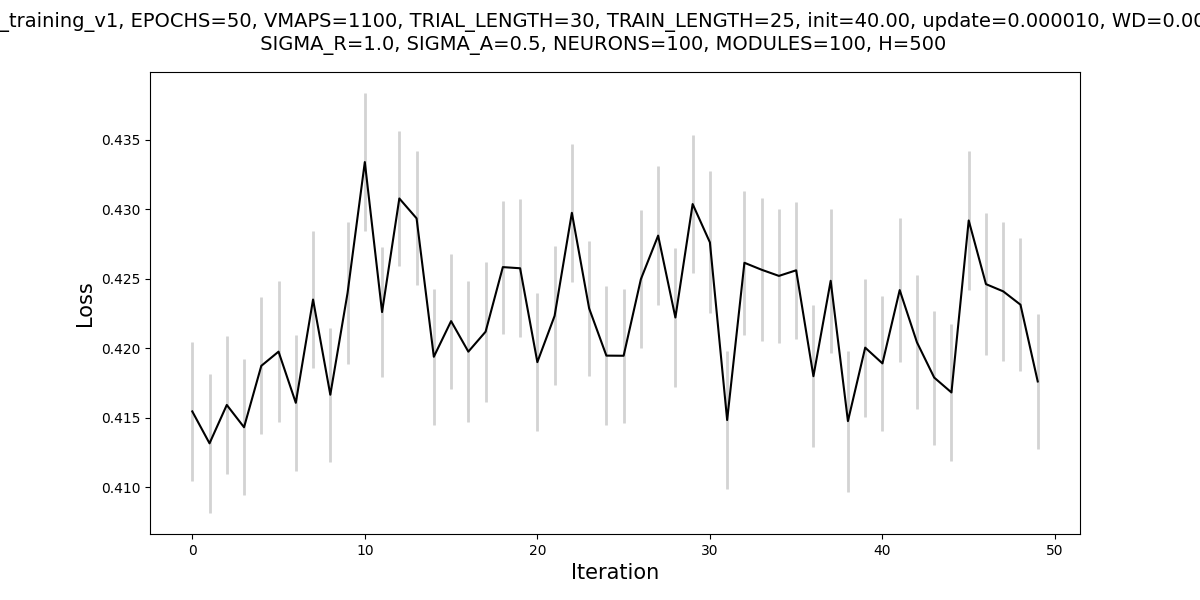 _training_v1, EPOCHS=50, VMAPS=1100, TRIAL_LENGTH=30, TRAIN_LENGTH=25, init=40.00, update=0.000010, WD=0.00
SIGMA_R=1.0, SIGMA_A=0.5, NEURONS=100, MODULES=100, H=500
0.435
0.430
0.425
0.420
0.415
0.410
Loss
0 10 20 30 40 50
Iteration